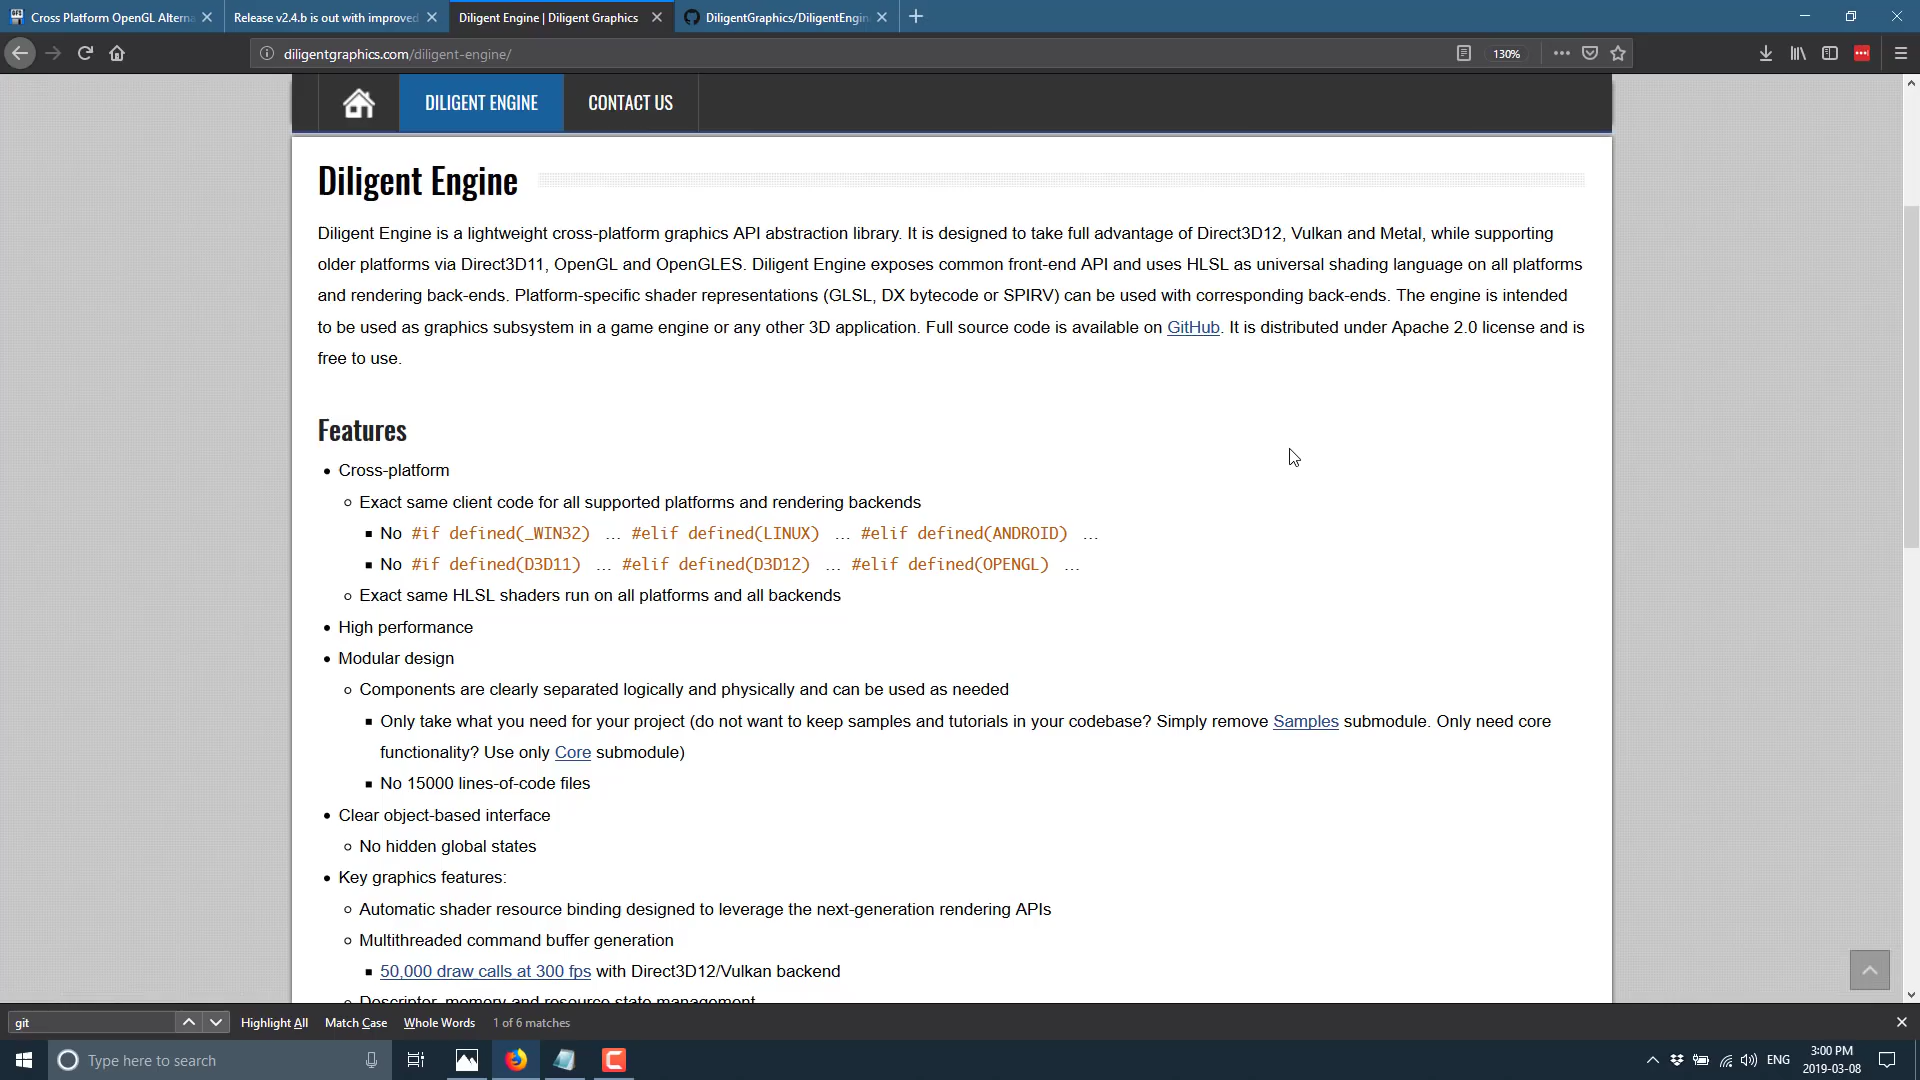 Cross Platform OpenGL Alterna
Release v2.4.b is out with improved
Diligent Engine | Diligent Graphics
DiligentGraphics/DiligentEngin
diligentgraphics.com/diligent-engine/
130%
DILIGENT ENGINE
CONTACT US
Diligent Engine
Diligent Engine is a lightweight cross-platform graphics API abstraction library. It is designed to take full advantage of Direct3D12, Vulkan and Metal, while supporting
older platforms via Direct3D11, OpenGL and OpenGLES. Diligent Engine exposes common front-end API and uses HLSL as universal shading language on all platforms
and rendering back-ends. Platform-specific shader representations (GLSL, DX bytecode or SPIRV) can be used with corresponding back-ends. The engine is intended
to be used as graphics subsystem in a game engine or any other 3D application. Full source code is available on GitHub. It is distributed under Apache 2.0 license and is
free to use.
Features
• Cross-platform
Exact same client code for all supported platforms and rendering backends
No #if defined(_WIN32) ... #elif defined(LINUX) ... #elif defined(ANDROID) ...
No #if defined(D3D11) ... #elif defined(D3D12) ... #elif defined(OPENGL) ...
Exact same HLSL shaders run on all platforms and all backends
• High performance
• Modular design
Components are clearly separated logically and physically and can be used as needed
Only take what you need for your project (do not want to keep samples and tutorials in your codebase? Simply remove Samples submodule. Only need core
functionality? Use only Core submodule)
No 15000 lines-of-code files
• Clear object-based interface
No hidden global states
• Key graphics features:
Automatic shader resource binding designed to leverage the next-generation rendering APIs
Multithreaded command buffer generation
50,000 draw calls at 300 fps with Direct3D12/Vulkan backend
Descriptor, memory and resource state management
git
Highlight All
Match Case
Whole Words
1 of 6 matches
Type here to search
ENG
3:00 PM
2019-03-08